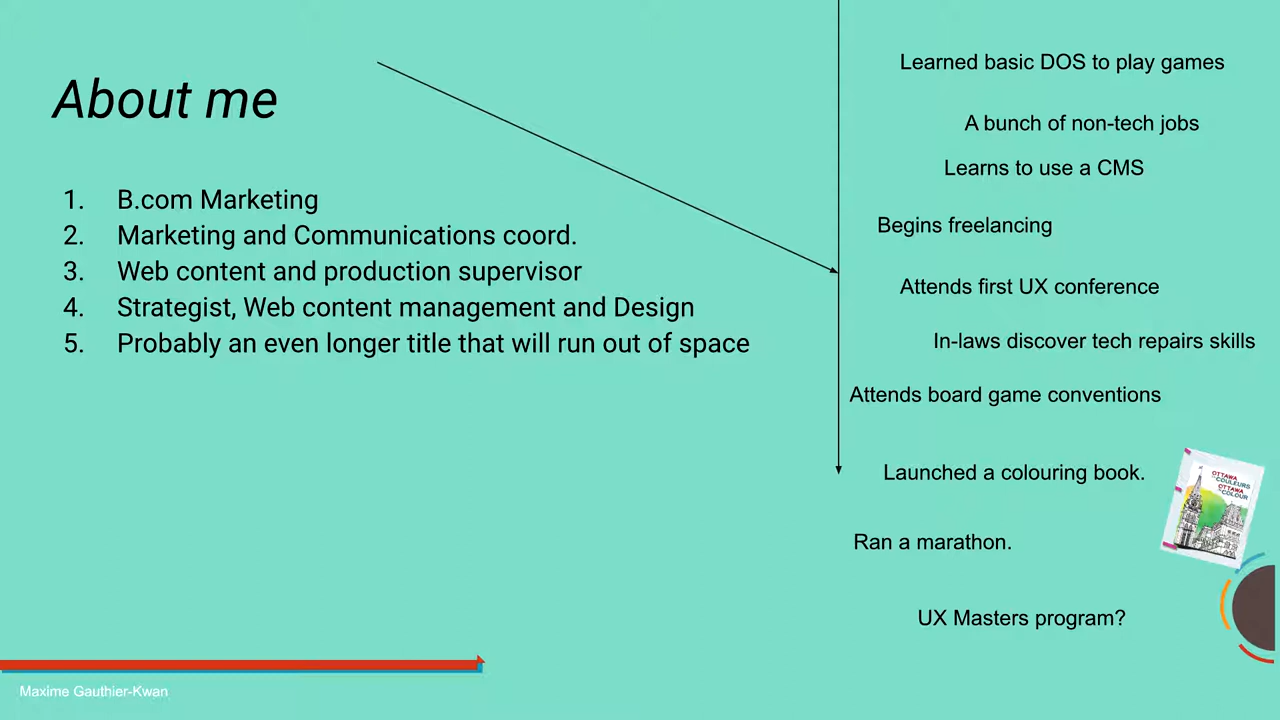 About me
1. B.com Marketing
2. Marketing and Communications coord.
3. Web content and production supervisor
4. Strategist, Web content management and Design
5. Probably an even longer title that will run out of space
Learned basic DOS to play games
A bunch of non-tech jobs
Learns to use a CMS
Begins freelancing
Attends first UX conference
In-laws discover tech repairs skills
Attends board game conventions
Launched a colouring book.
OTTAWA
COULEURS
OTTAWA
COLOUR
Ran a marathon.
UX Masters program?
Maxime Gauthier-Kwan